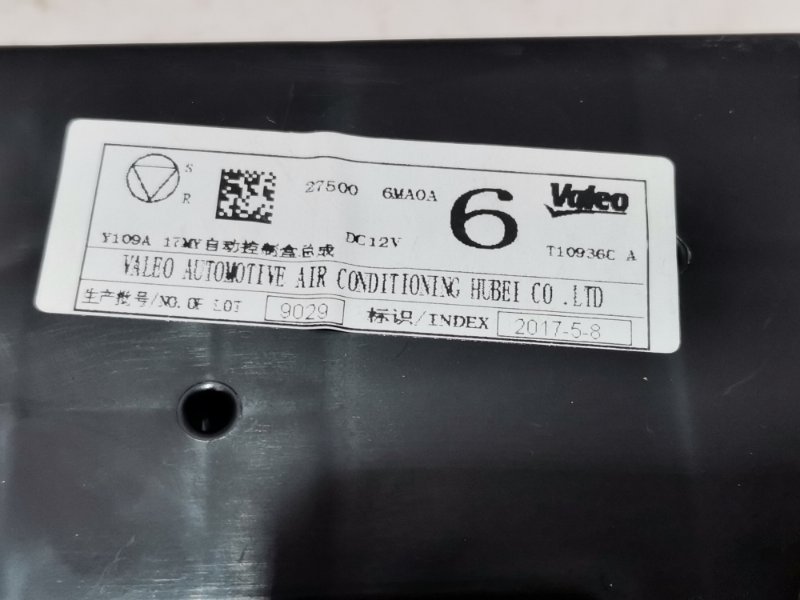 S
R
27500 6MA0A 6 Valeo
Y109A 17MY自动控制盒总成 DC12V T10936C A
VALEO AUTOMOTIVE AIR CONDITIONING HUBEI CO .LTD
生产批号/NO. OF LOT 9029 标识/INDEX 2017-5-8